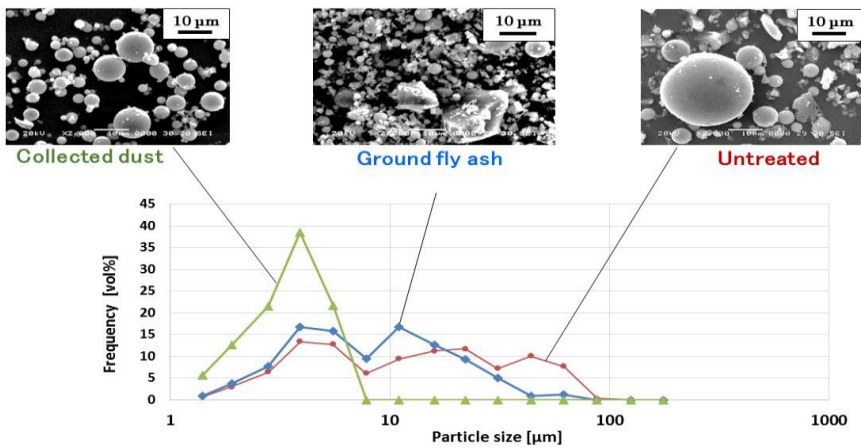 10 μm
10 μm
10 μm
Collected dust
Ground fly ash
Untreated
45
40
35
30
25
20
15
10
5
0
Frequency [vol%]
1
10
100
1000
Particle size [μm]